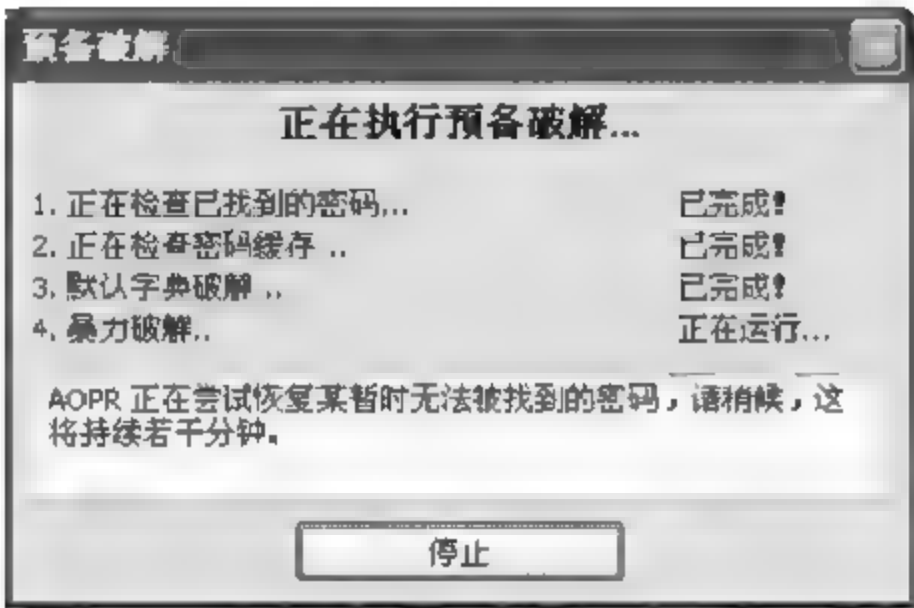 预备破解
正在执行预备破解...
1. 正在检查已找到的密码... 已完成!
2. 正在检查密码缓存 .. 已完成!
3. 默认字典破解 .. 已完成!
4. 暴力破解.. 正在运行...
AOPR 正在尝试恢复某暂时无法被找到的密码，请稍候，这
将持续若干分钟。
停止